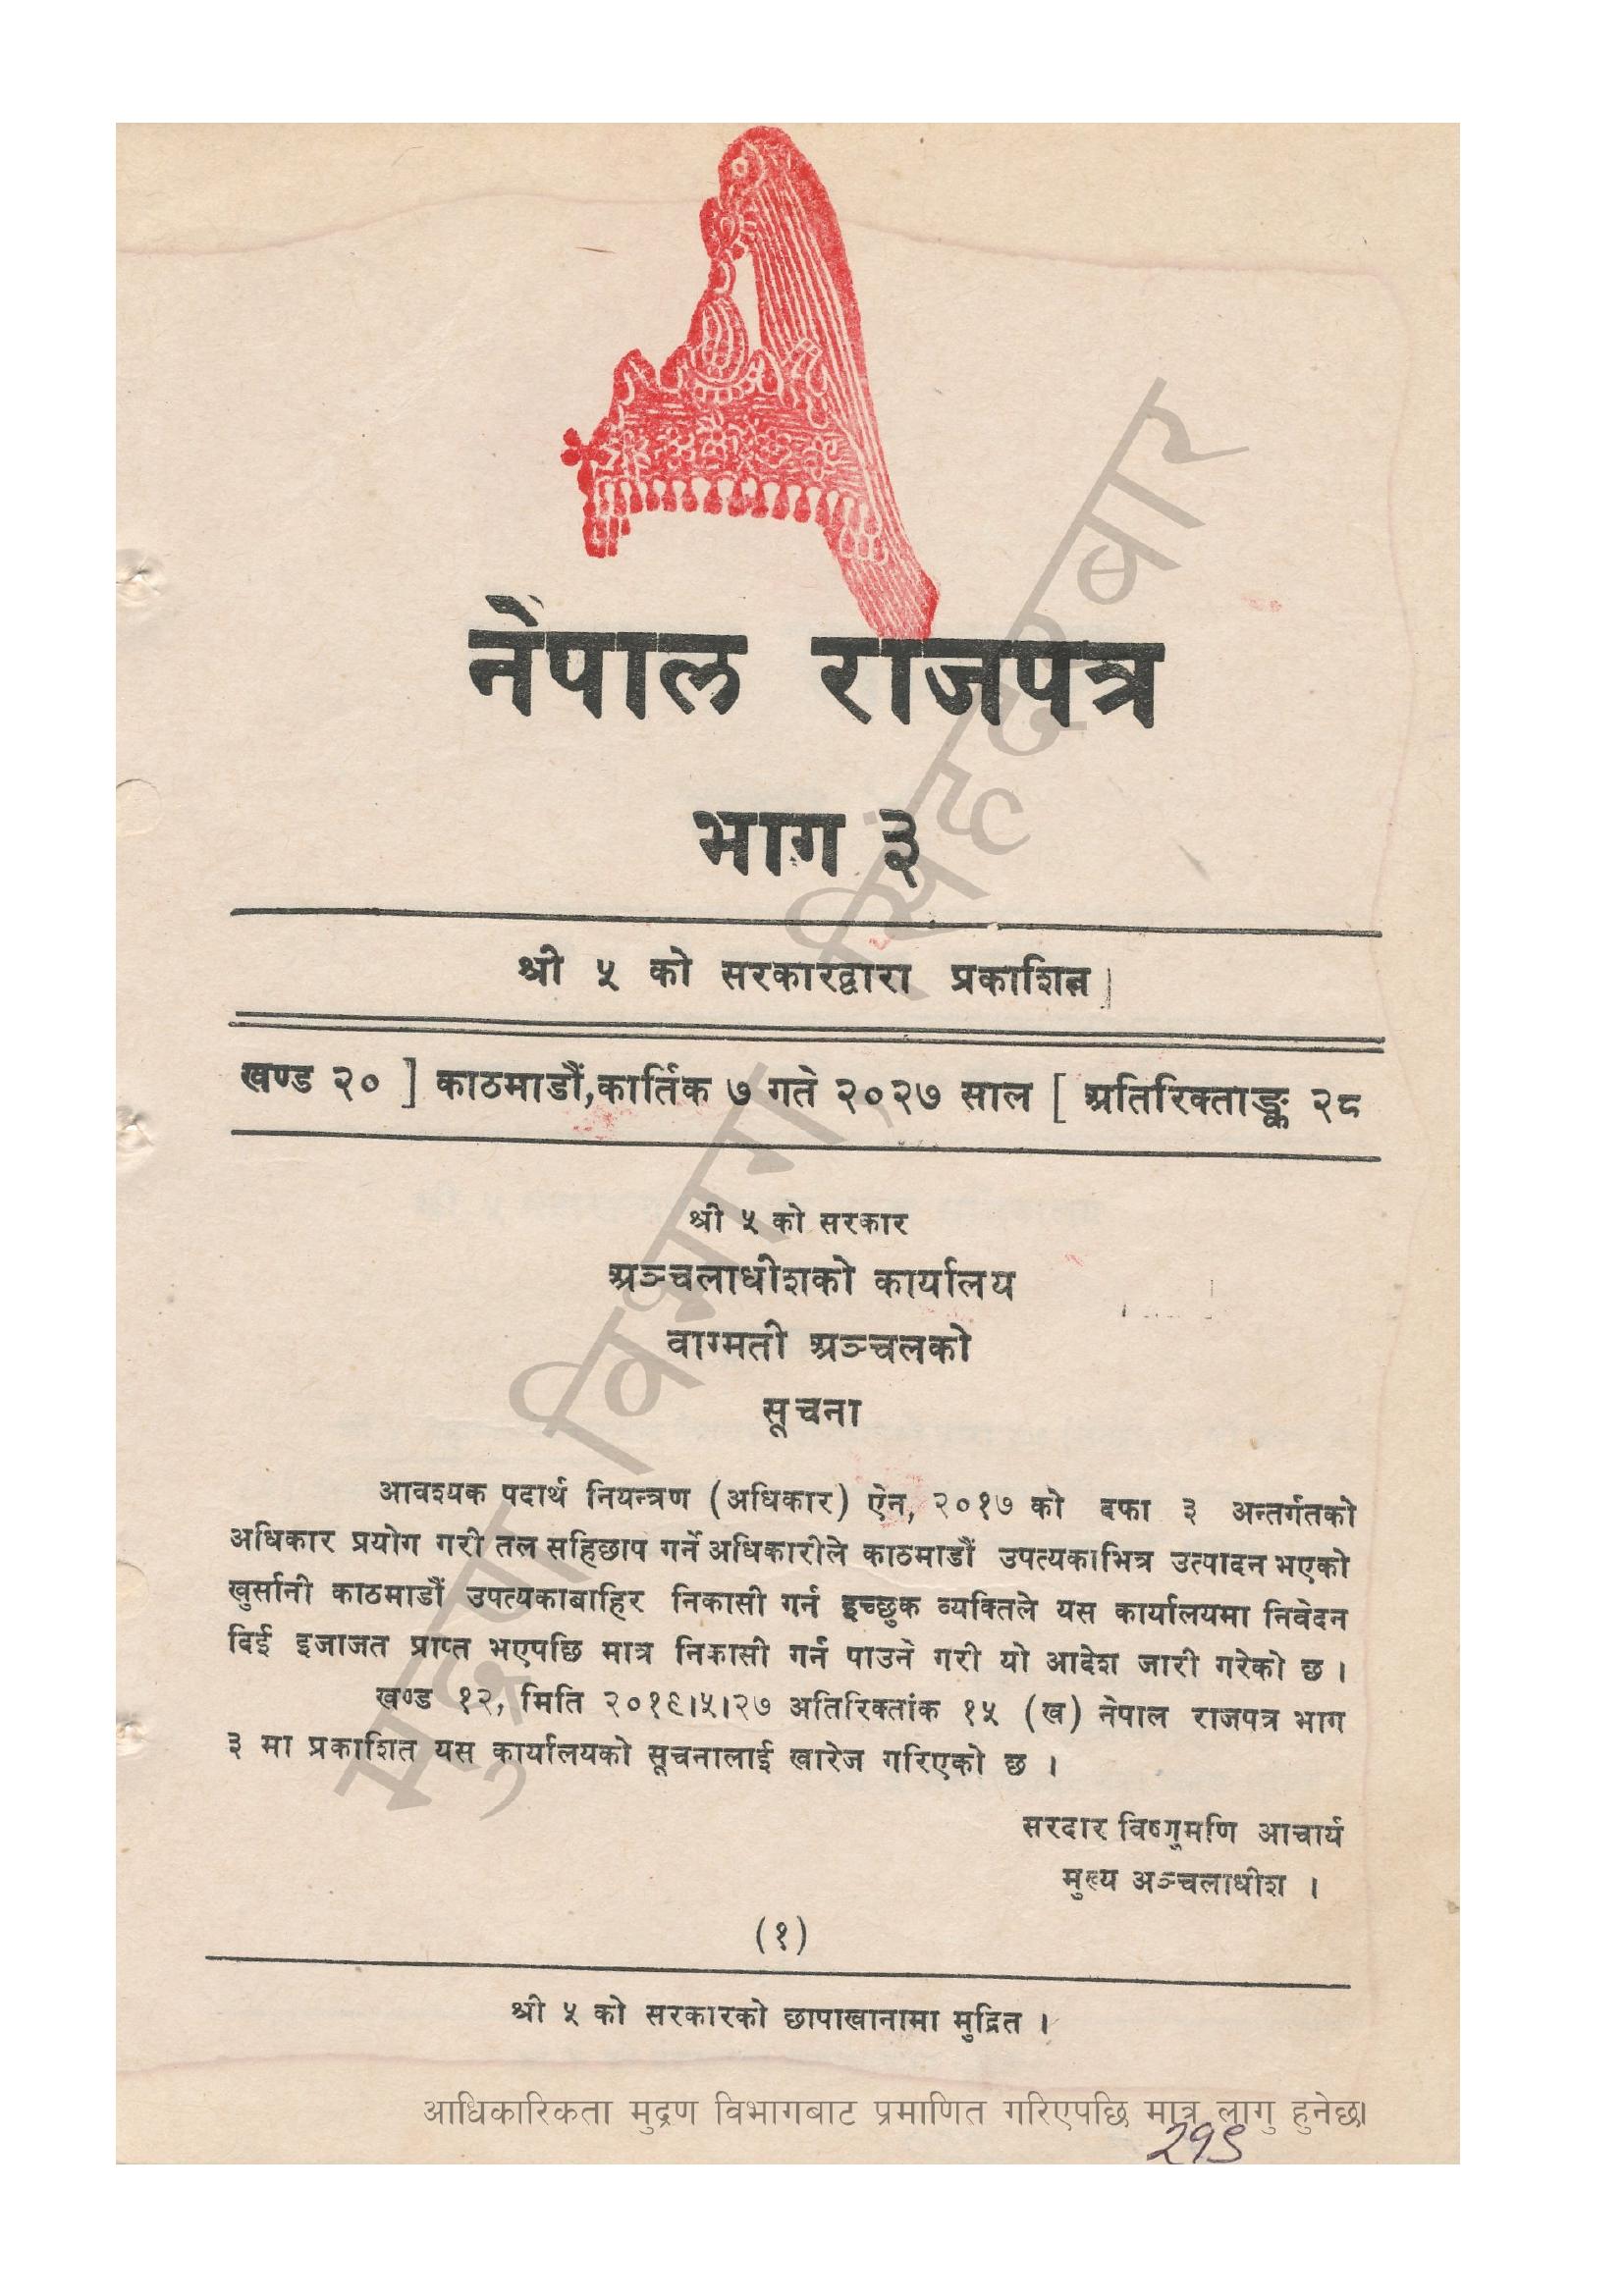 नेपाल राजपत्र
भाग ३
श्री ५ को सरकारद्वारा प्रकाशित
खण्ड २० ] काठमाडौं,कार्तिक ७ गते २०२७ साल [ अतिरिक्ताङ्क २८
श्री ५ को सरकार
अञ्चलाधीशको कार्यालय
वाग्मती अञ्चलको
सूचना
आवश्यक पदार्थ नियन्त्रण (अधिकार) ऐन, २०१७ को दफा ३ अन्तर्गतको
अधिकार प्रयोग गरी तल सहिछाप गर्ने अधिकारीले काठमाडौं उपत्यकाभित्र उत्पादन भएको
खुर्सानी काठमाडौं उपत्यकाबाहिर निकासी गर्न इच्छुक व्यक्तिले यस कार्यालयमा निवेदन
दिई इजाजत प्राप्त भएपछि मात्र निकासी गर्न पाउने गरी यो आदेश जारी गरेको छ ।
खण्ड १२, मिति २०१९।५।२७ अतिरिक्तांक १५ (ख) नेपाल राजपत्र भाग
३ मा प्रकाशित यस कार्यालयको सूचनालाई खारेज गरिएको छ ।
सरदार विष्णुमणि आचार्य
मुख्य अञ्चलाधीश ।
(१)
श्री ५ को सरकारको छापाखानामा मुद्रित ।
आधिकारिकता मुद्रण विभागबाट प्रमाणित गरिएपछि मात्र लागु हुनेछ।
२१९
मुद्रण विभाग, सिंहदरबार